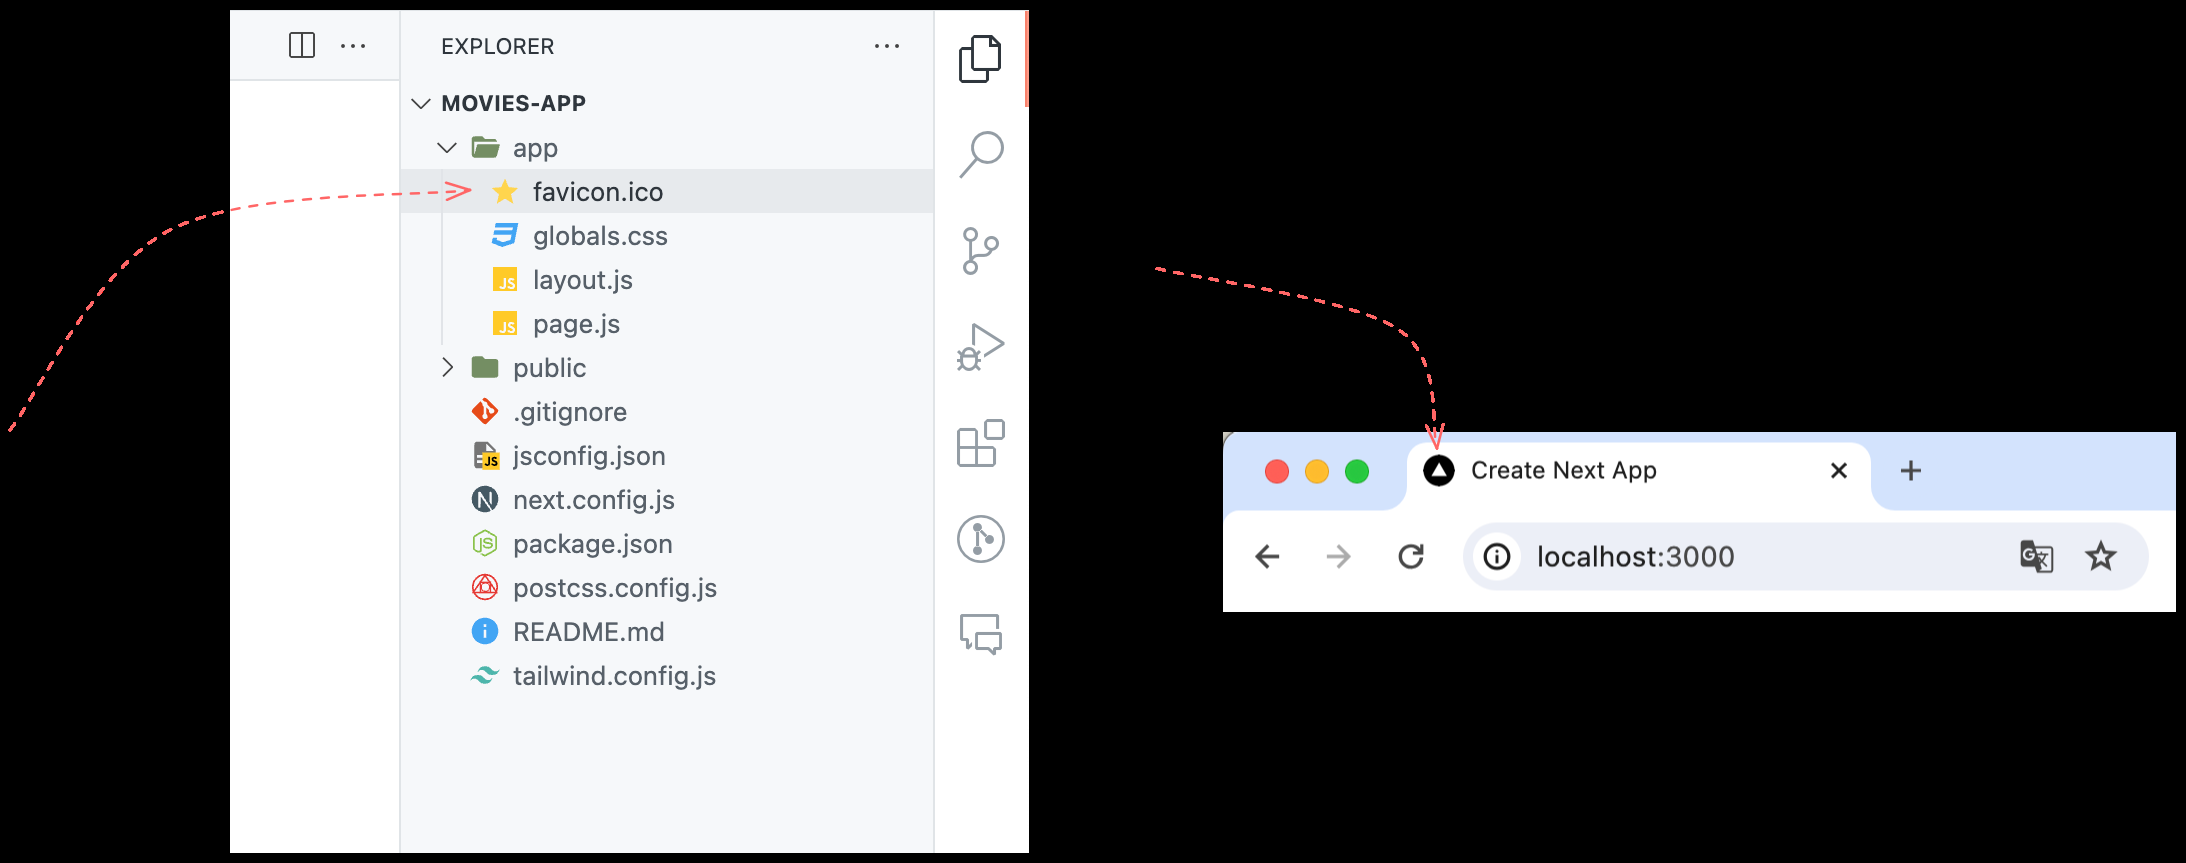 EXPLORER
MOVIES-APP
app
favicon.ico
globals.css
layout.js
page.js
public
.gitignore
jsconfig.json
next.config.js
package.json
postcss.config.js
README.md
tailwind.config.js
Create Next App
localhost:3000